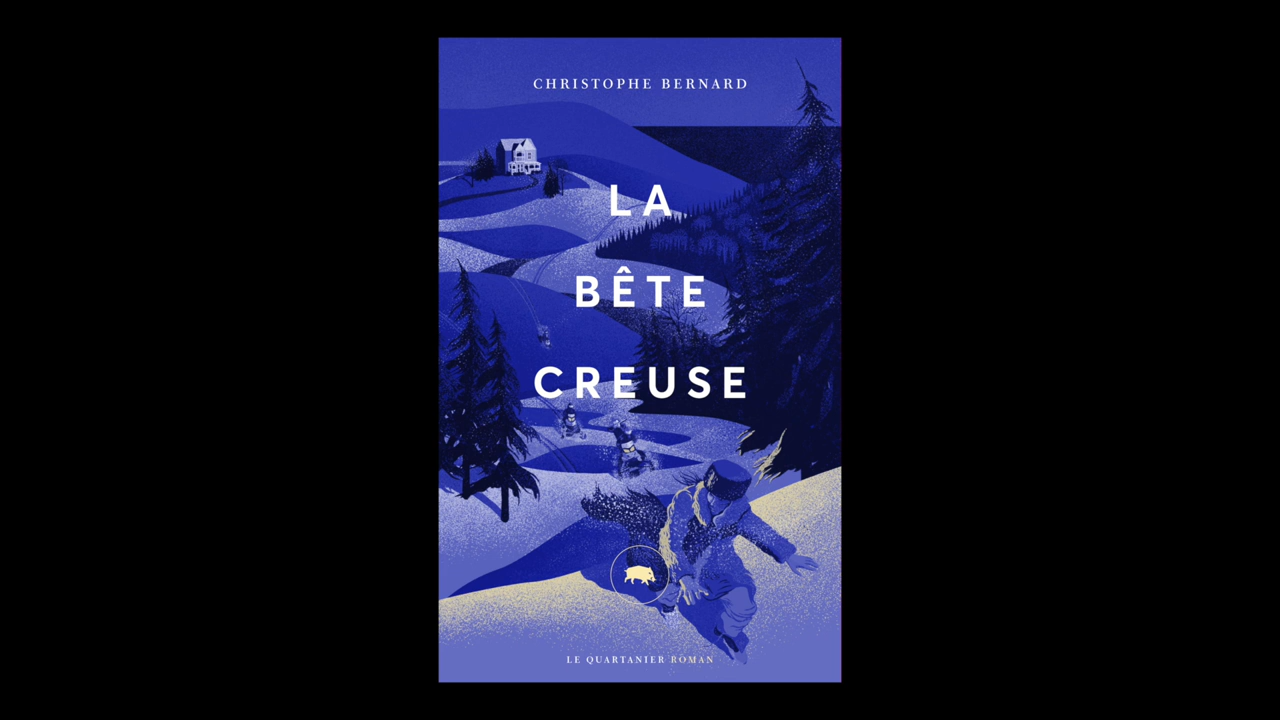 CHRISTOPHE BERNARD
LA
BÊTE
CREUSE
LE QUARTANIER ROMAN